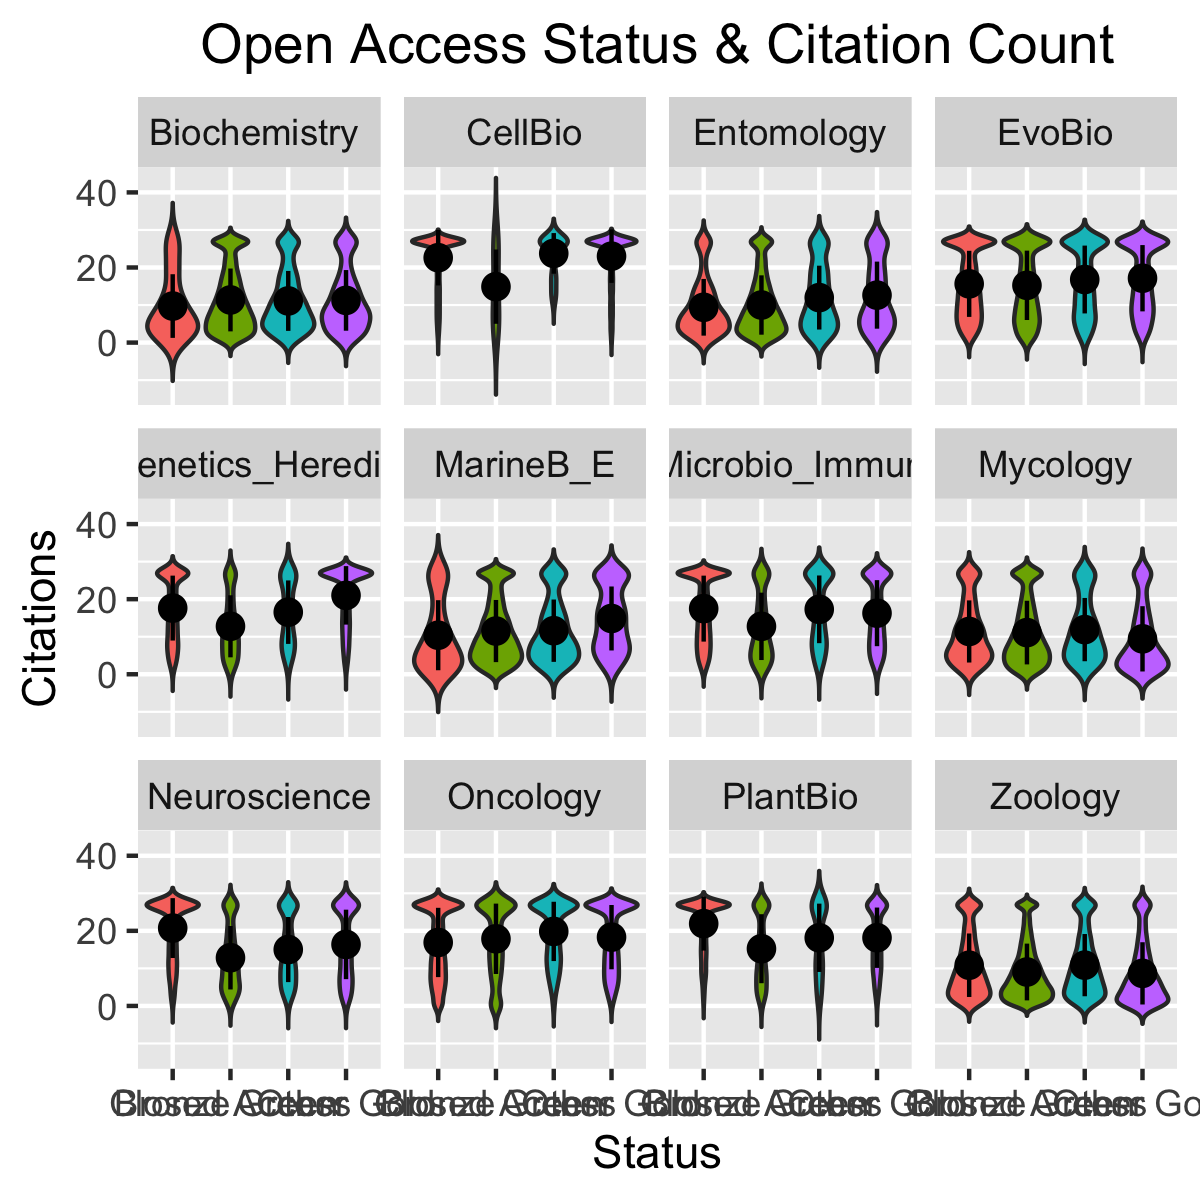 Open Access Status & Citation Count
Biochemistry CellBio Entomology EvoBio
40
20
0
enetics_Heredi MarineB_E Microbio_Immun Mycology
40
20
0
Neuroscience Oncology PlantBio Zoology
40
20
0
Citations
Status